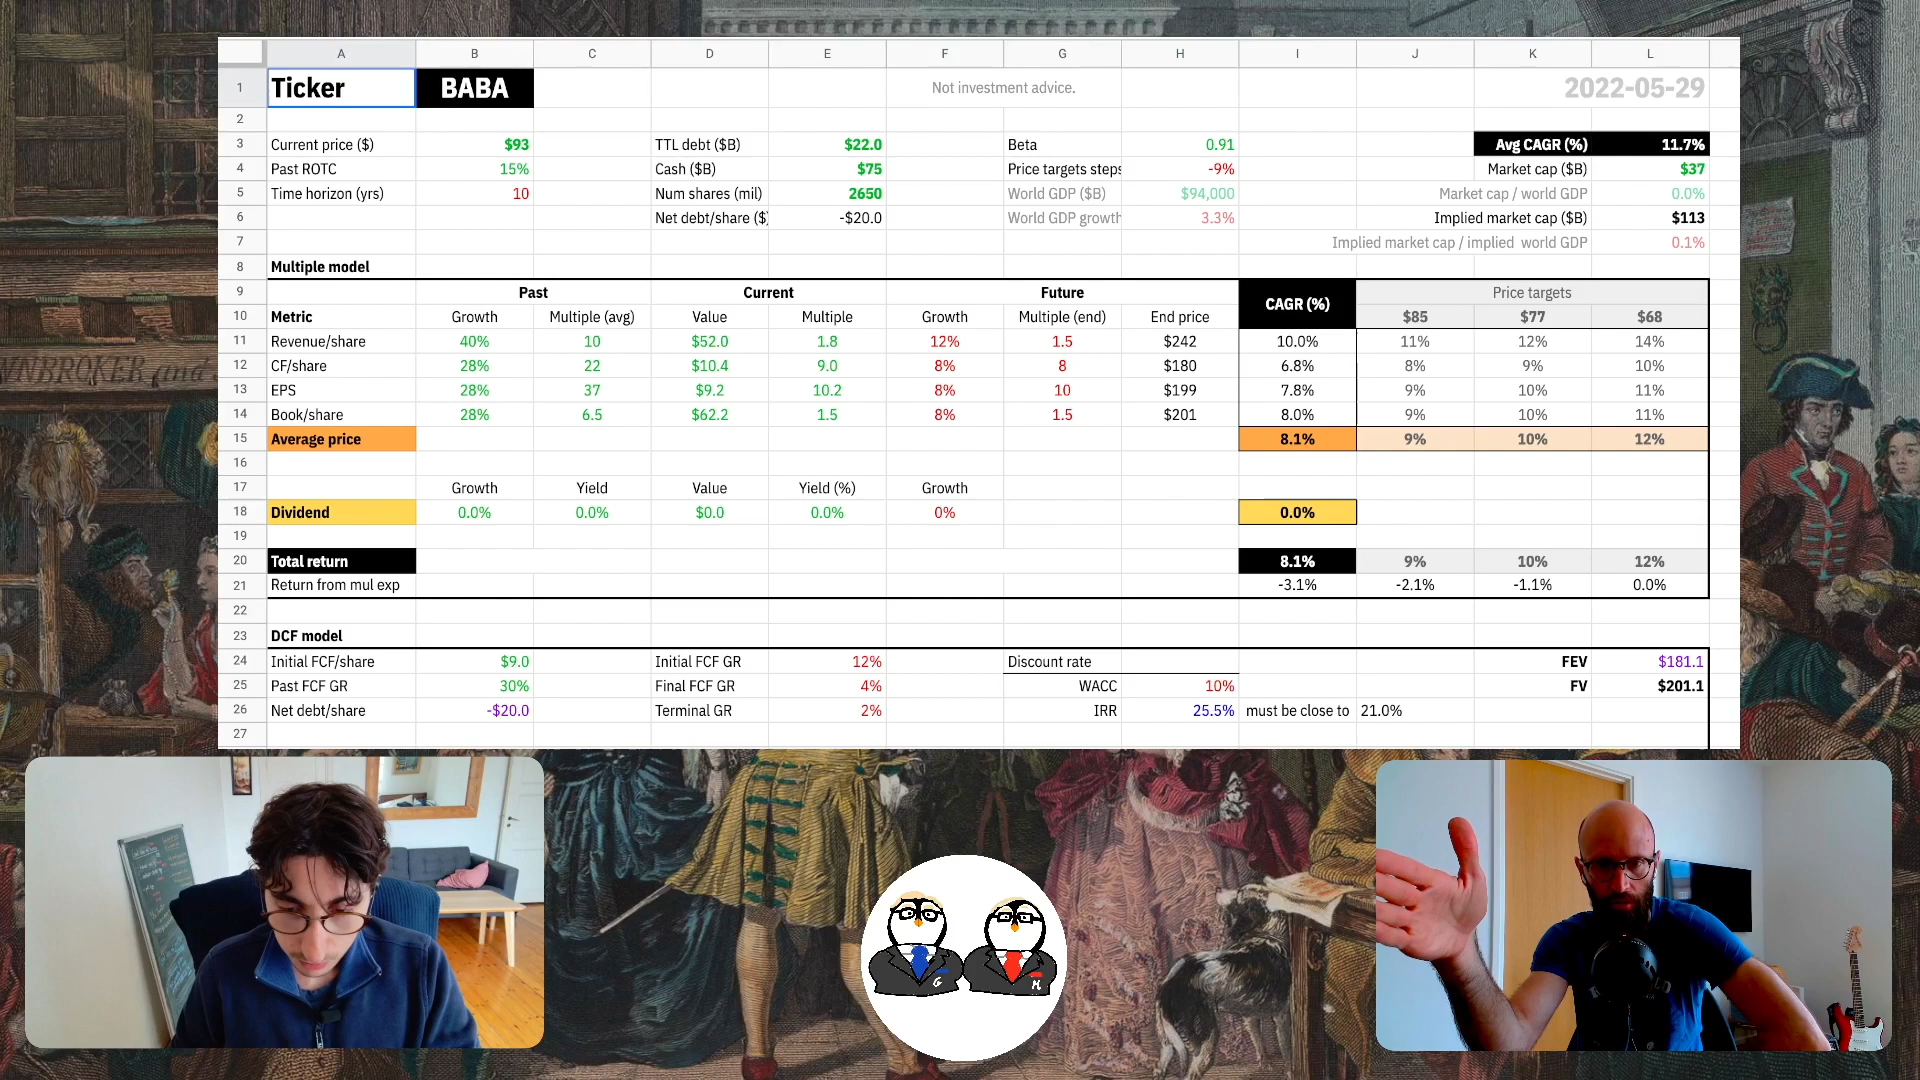 A B C D E F G H I J K L
1 Ticker BABA Not investment advice. 2022-05-29
2
3 Current price ($) $93 TTL debt ($B) $22.0 Beta 0.91 Avg CAGR (%) 11.7%
4 Past ROTC 15% Cash ($B) $75 Price targets steps -9% Market cap ($B) $37
5 Time horizon (yrs) 10 Num shares (mil) 2650 World GDP ($B) $94,000 Market cap / world GDP 0.0%
6 Net debt/share ($) -$20.0 World GDP growth 3.3% Implied market cap ($B) $113
7 Implied market cap / implied world GDP 0.1%
8 Multiple model
9 Past Current Future CAGR (%) Price targets
10 Metric Growth Multiple (avg) Value Multiple Growth Multiple (end) End price $85 $77 $68
11 Revenue/share 40% 10 $52.0 1.8 12% 1.5 $242 10.0% 11% 12% 14%
12 CF/share 28% 22 $10.4 9.0 8% 8 $180 6.8% 8% 9% 10%
13 EPS 28% 37 $9.2 10.2 8% 10 $199 7.8% 9% 10% 11%
14 Book/share 28% 6.5 $62.2 1.5 8% 1.5 $201 8.0% 9% 10% 11%
15 Average price 8.1% 9% 10% 12%
16
17 Growth Yield Value Yield (%) Growth
18 Dividend 0.0% 0.0% $0.0 0.0% 0% 0.0%
19
20 Total return 8.1% 9% 10% 12%
21 Return from mul exp -3.1% -2.1% -1.1% 0.0%
22
23 DCF model
24 Initial FCF/share $9.0 Initial FCF GR 12% Discount rate FEV $181.1
25 Past FCF GR 30% Final FCF GR 4% WACC 10% FV $201.1
26 Net debt/share -$20.0 Terminal GR 2% IRR 25.5% must be close to 21.0%
27
WNBROKER and
G M